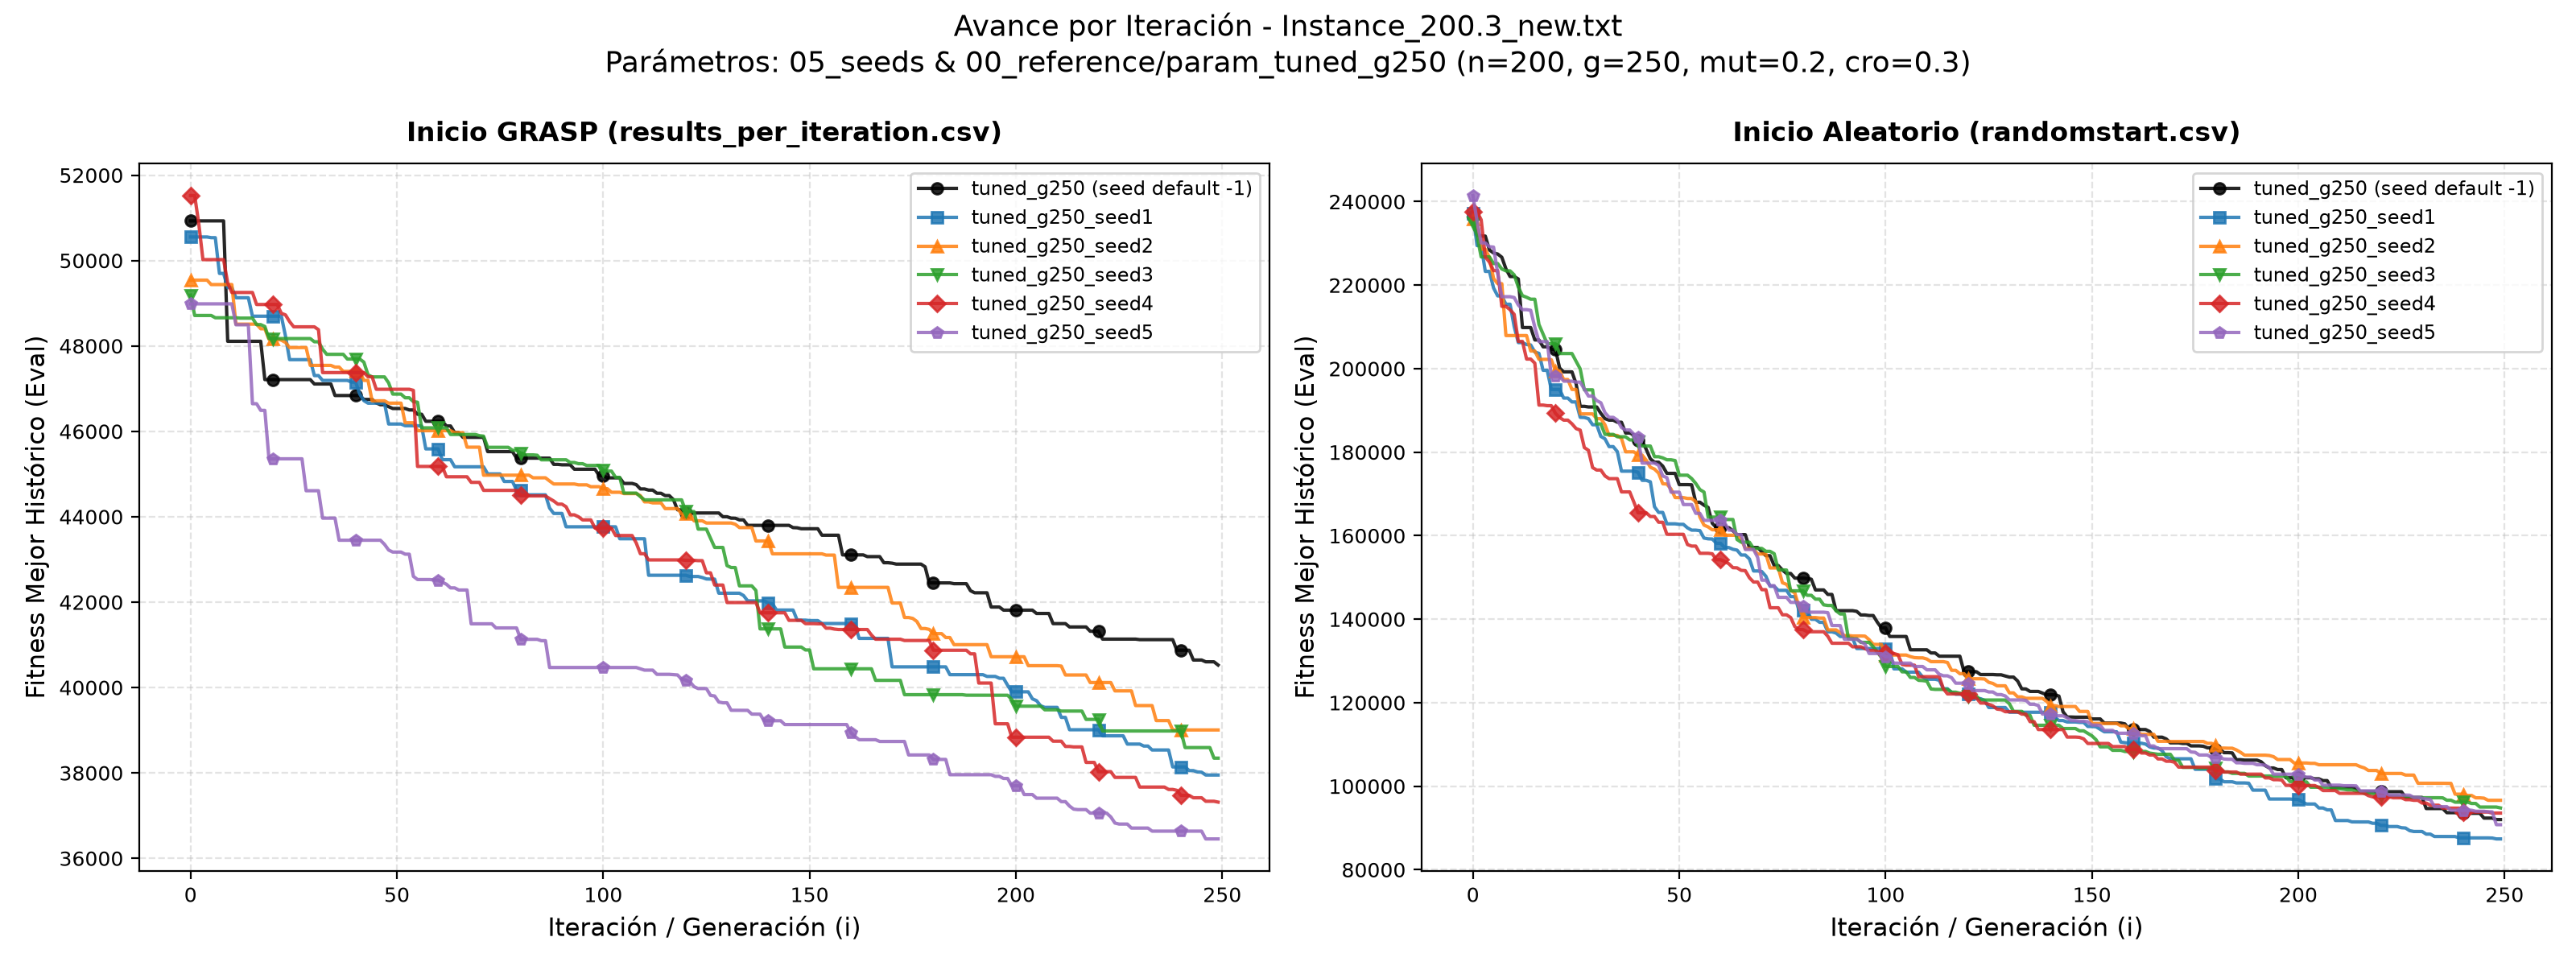 Avance por Iteración - Instance_200.3_new.txt
Parámetros: 05_seeds & 00_reference/param_tuned_g250 (n=200, g=250, mut=0.2, cro=0.3)
Inicio GRASP (results_per_iteration.csv)
Fitness Mejor Histórico (Eval)
52000
50000
48000
46000
44000
42000
40000
38000
36000
tuned_g250 (seed default -1)
tuned_g250_seed1
tuned_g250_seed2
tuned_g250_seed3
tuned_g250_seed4
tuned_g250_seed5
0
50
100
150
200
250
Iteración / Generación (i)
Inicio Aleatorio (randomstart.csv)
Fitness Mejor Histórico (Eval)
240000
220000
200000
180000
160000
140000
120000
100000
80000
tuned_g250 (seed default -1)
tuned_g250_seed1
tuned_g250_seed2
tuned_g250_seed3
tuned_g250_seed4
tuned_g250_seed5
0
50
100
150
200
250
Iteración / Generación (i)